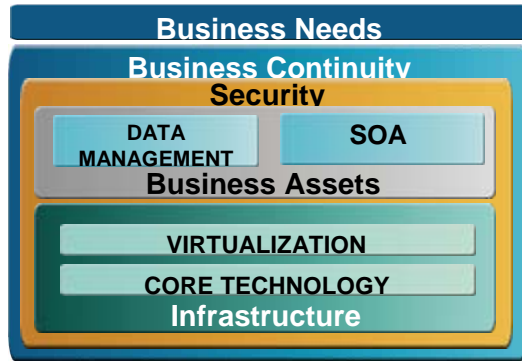 Business Needs
Business Continuity
Security
DATA
MANAGEMENT
SOA
Business Assets
VIRTUALIZATION
CORE TECHNOLOGY
Infrastructure